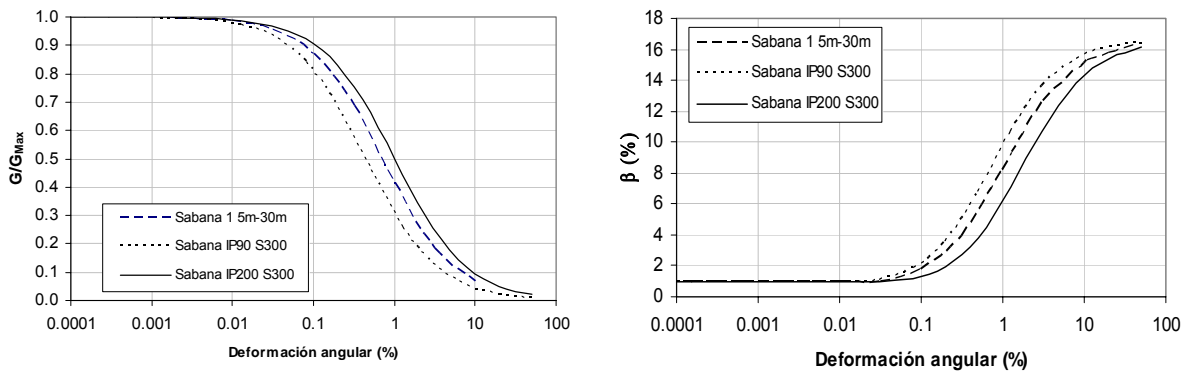 1.0
0.9
0.8
0.7
0.6
0.5
0.4
0.3
0.2
0.1
0.0
G/GMax
Sabana 1 5m-30m
Sabana IP90 S300
Sabana IP200 S300
0.0001 0.001 0.01 0.1 1 10 100
Deformación angular (%)
18
16
14
12
10
8
6
4
2
0
β (%)
Sabana 1 5m-30m
Sabana IP90 S300
Sabana IP200 S300
0.0001 0.001 0.01 0.1 1 10 100
Deformación angular (%)